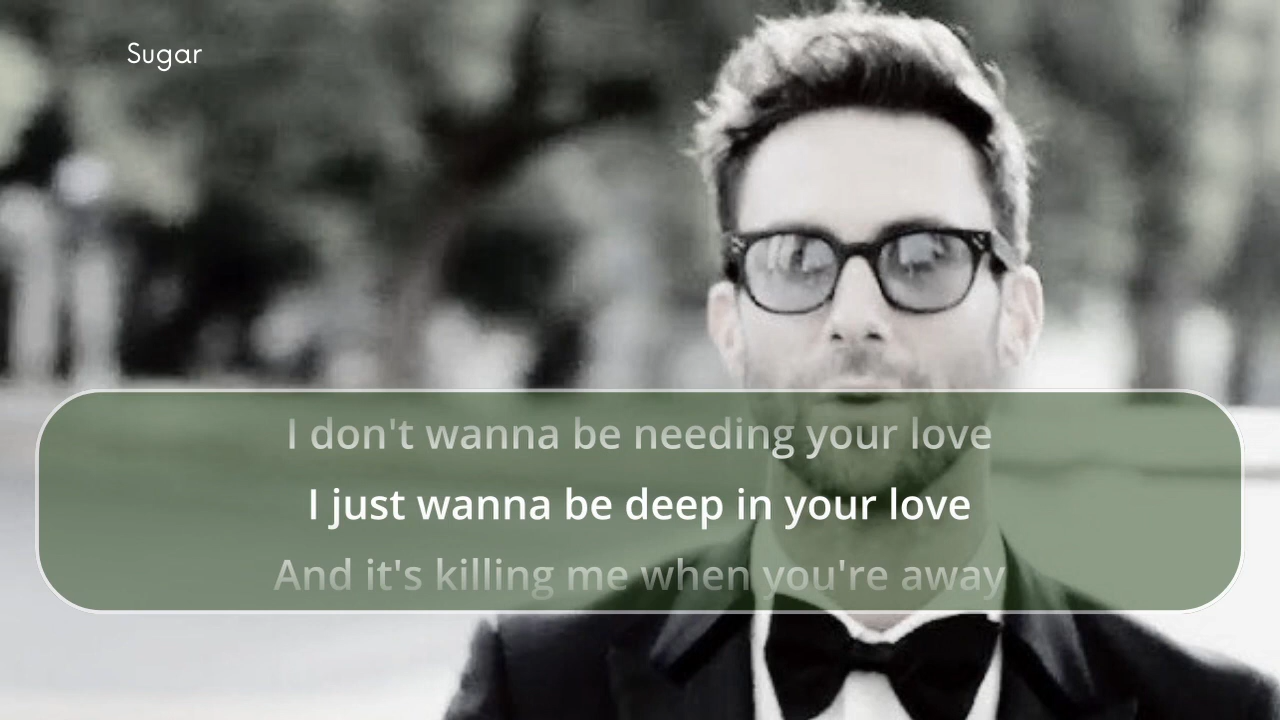 Sugar
I don't wanna be needing your love
I just wanna be deep in your love
And it's killing me when you're away